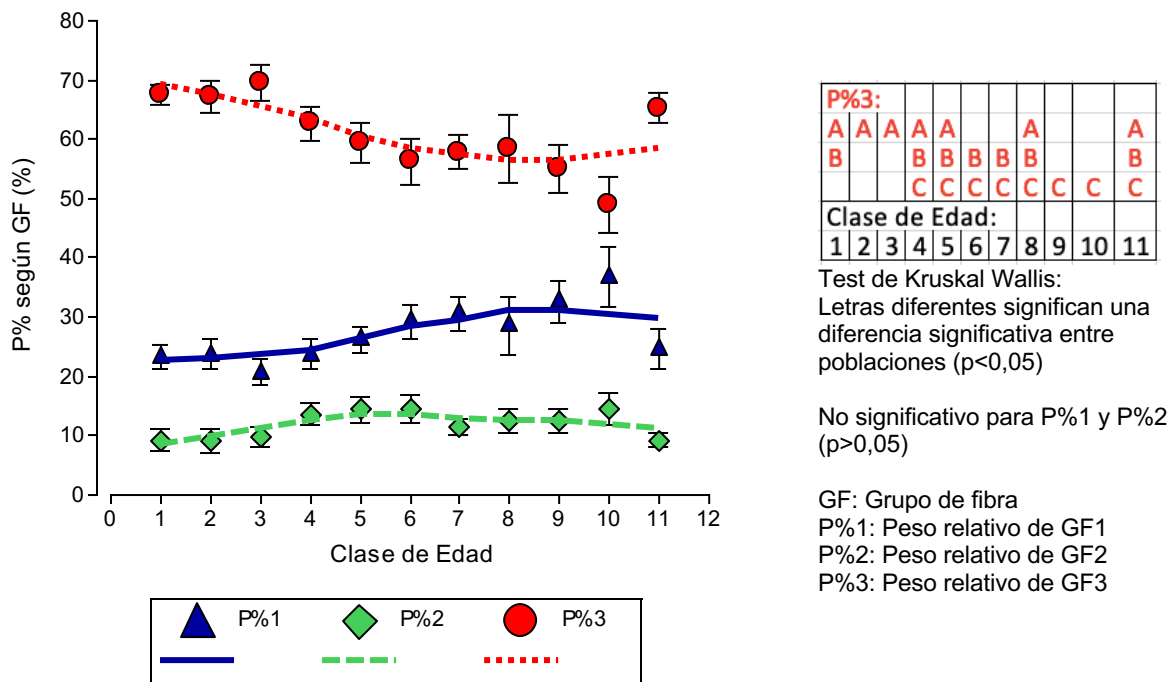 80
70
60
50
40
30
20
10
0
P% según GF (%)
0 1 2 3 4 5 6 7 8 9 10 11 12
Clase de Edad
P%1 P%2 P%3
P%3:
A A A A A A A
B B B B B B B
C C C C C C C C
Clase de Edad:
1 2 3 4 5 6 7 8 9 10 11
Test de Kruskal Wallis:
Letras diferentes significan una
diferencia significativa entre
poblaciones (p<0,05)
No significativo para P%1 y P%2
(p>0,05)
GF: Grupo de fibra
P%1: Peso relativo de GF1
P%2: Peso relativo de GF2
P%3: Peso relativo de GF3